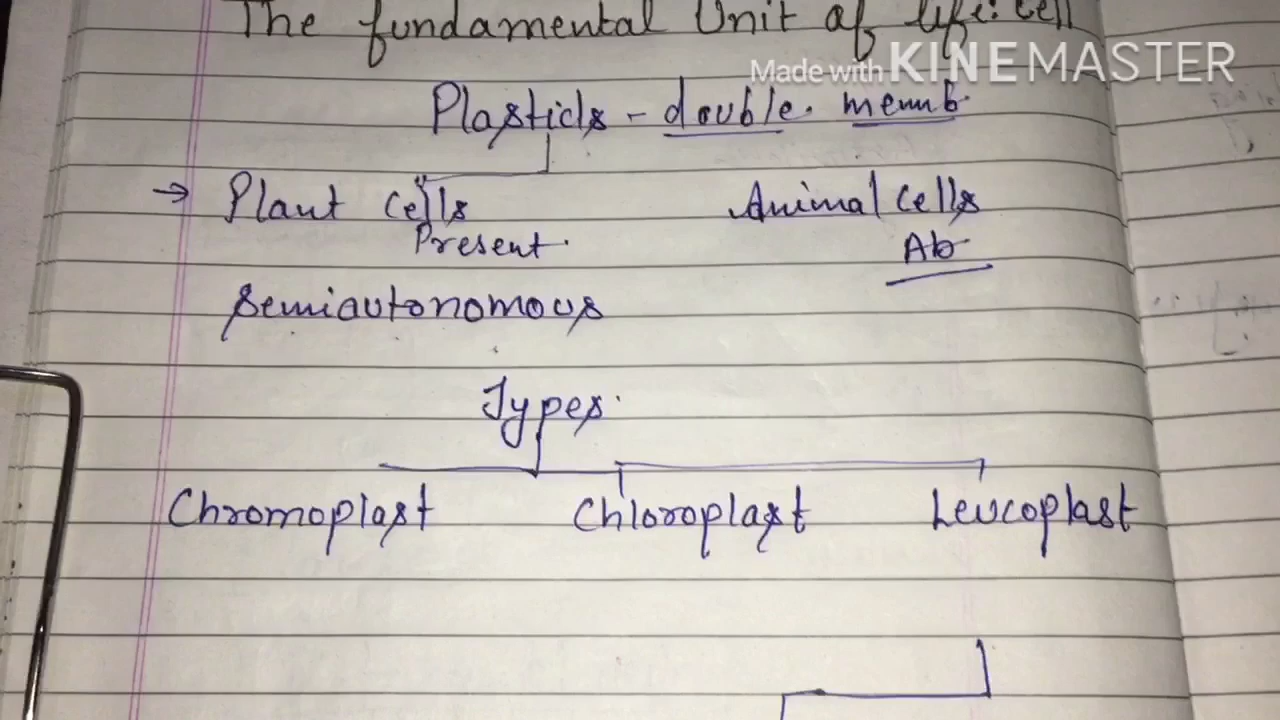 The fundamental Unit of life: Cell
Made with KINEMASTER
Plastids - double. memb.
→ Plant Cells Animal Cells
Present. Ab
Semiautonomous
Types.
Chromoplast Chloroplast Leucoplast